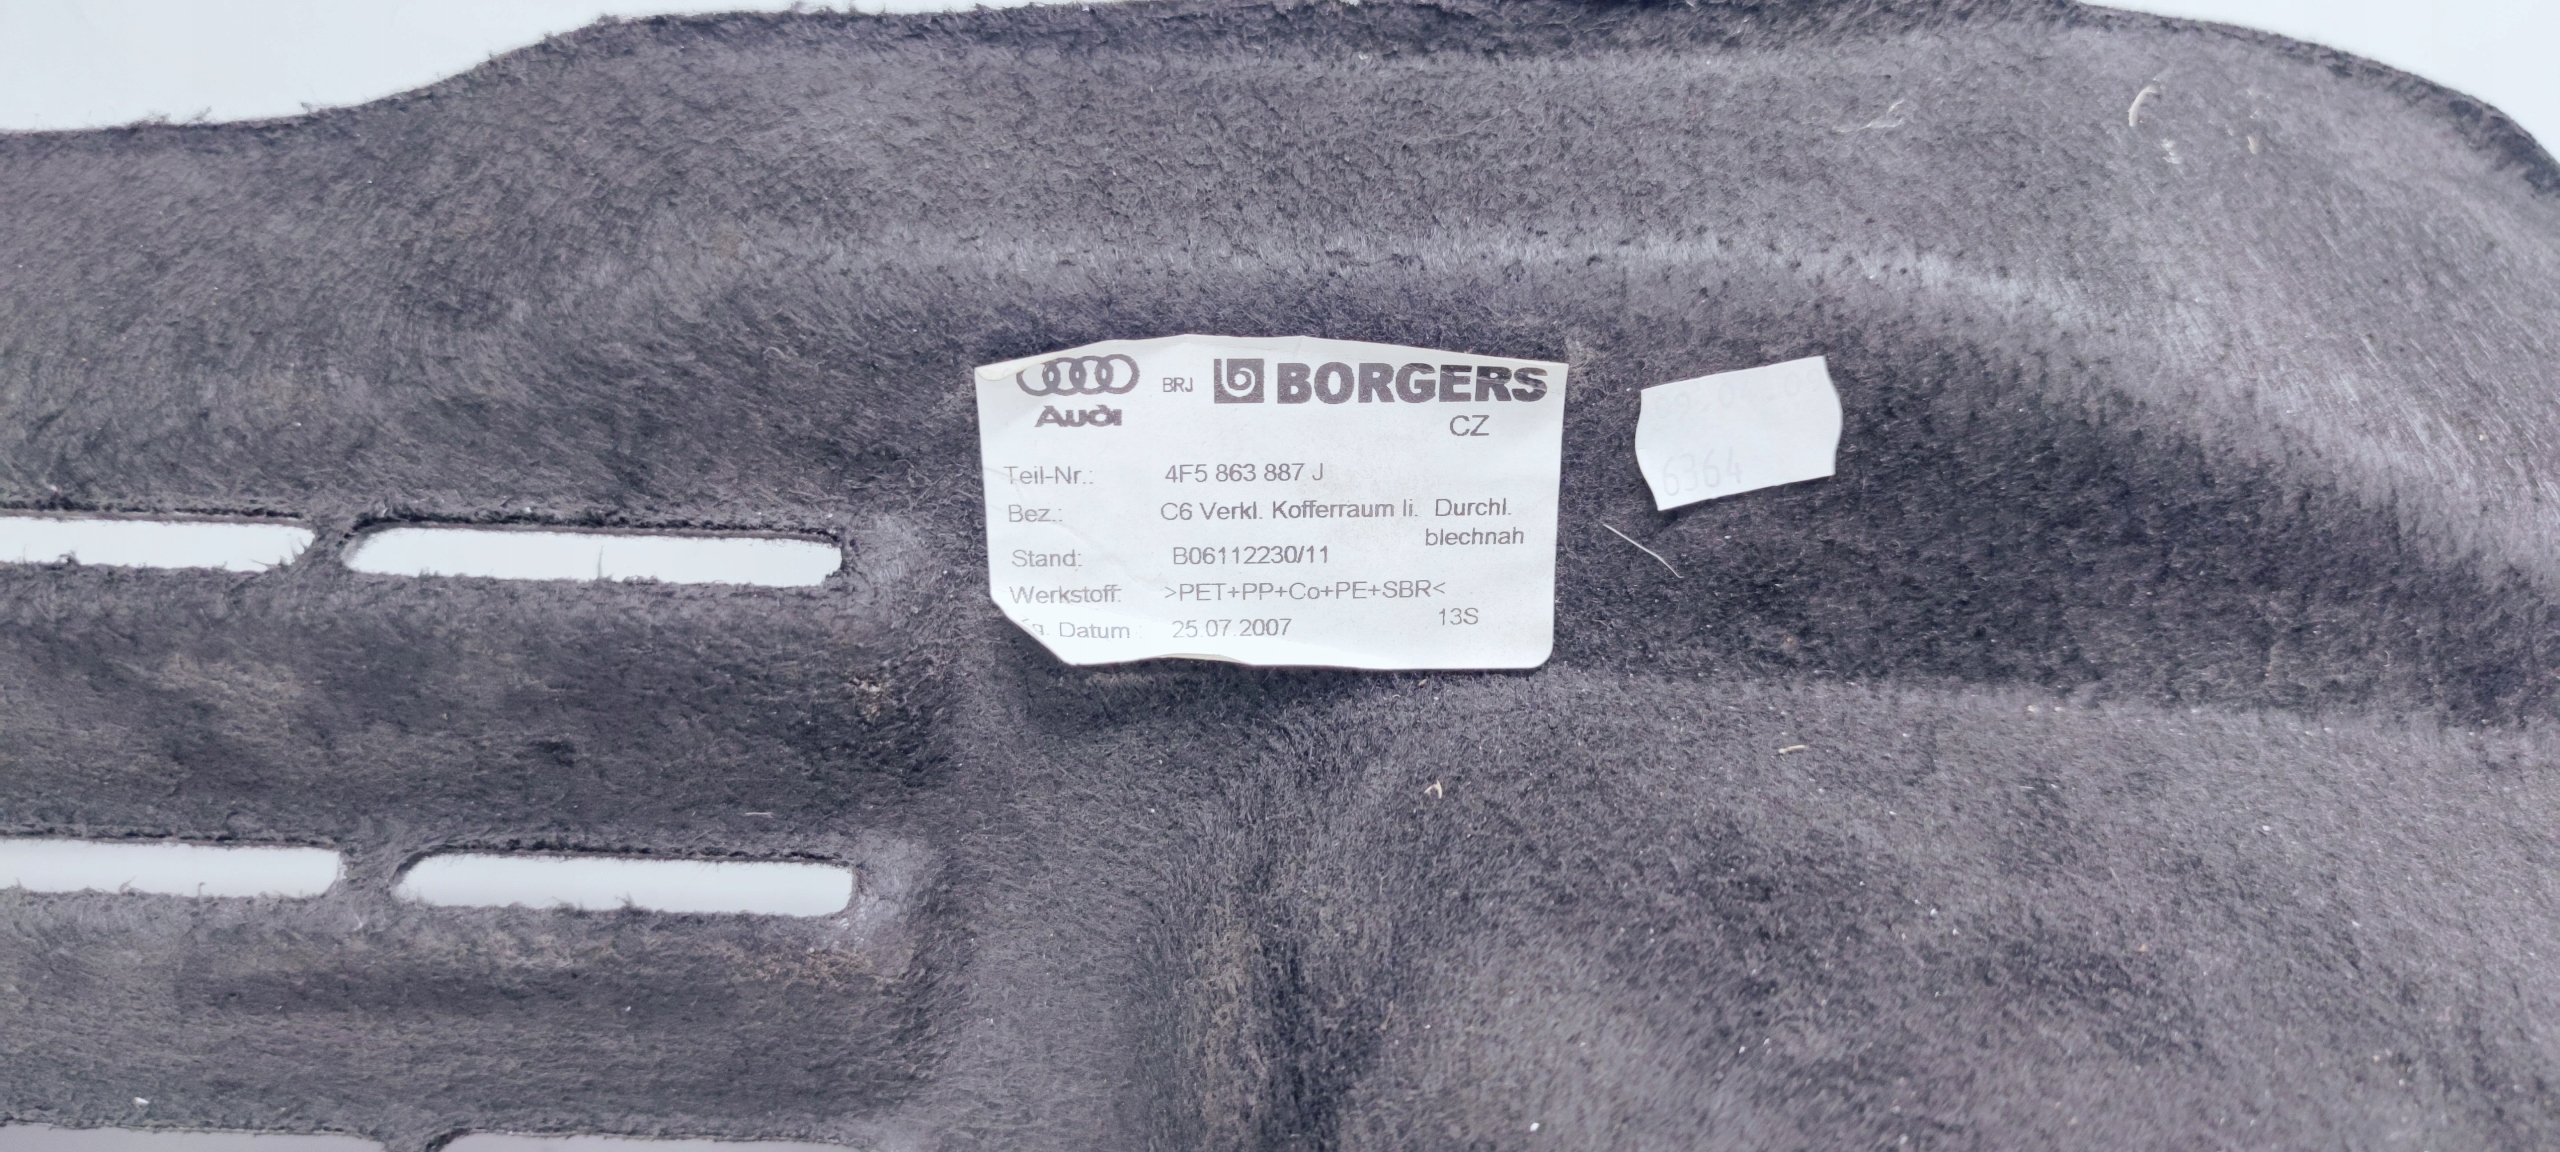 Audi BRJ BORGERS
CZ
Teil-Nr.: 4F5 863 887 J
Bez.: C6 Verkl. Kofferraum li. Durchl.
blechnah
Stand: B06112230/11
Werkstoff: >PET+PP+Co+PE+SBR<
13S
Datum : 25.07.2007
6364